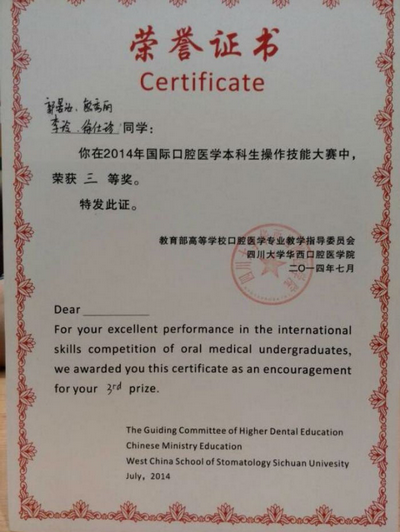 荣誉证书
Certificate
同学：
你在2014年国际口腔医学本科生操作技能大赛中，
荣获 三 等奖。
特发此证。
教育部高等学校口腔医学专业教学指导委员会
四川大学华西口腔医学院
二〇一四年七月
Dear
For your excellent performance in the international
skills competition of oral medical undergraduates,
we awarded you this certificate as an encouragement
for your 3rd prize.
The Guiding Committee of Higher Dental Education
Chinese Ministry Education
West China School of Stomatology Sichuan Univesity
July, 2014